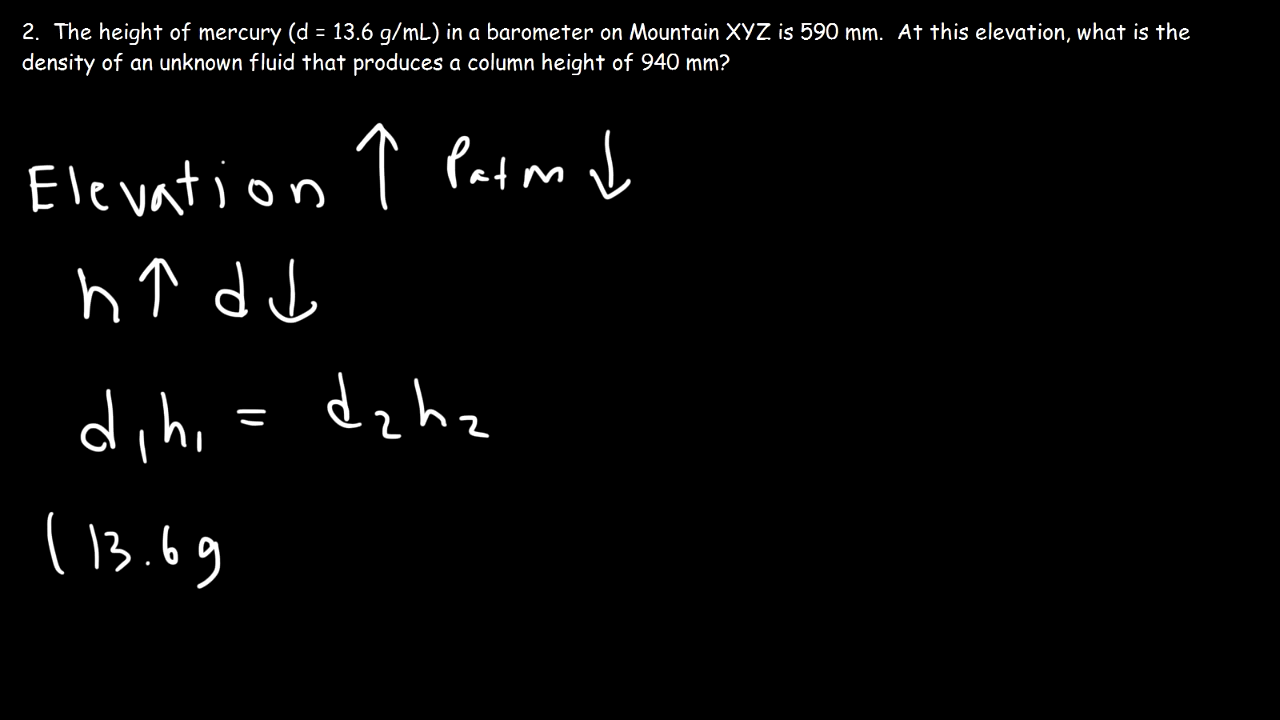 2. The height of mercury (d = 13.6 g/mL) in a barometer on Mountain XYZ is 590 mm. At this elevation, what is the
density of an unknown fluid that produces a column height of 940 mm?
Elevation ↑ Patm ↓
h ↑ d ↓
d₁h₁ = d₂h₂
(13.6 g